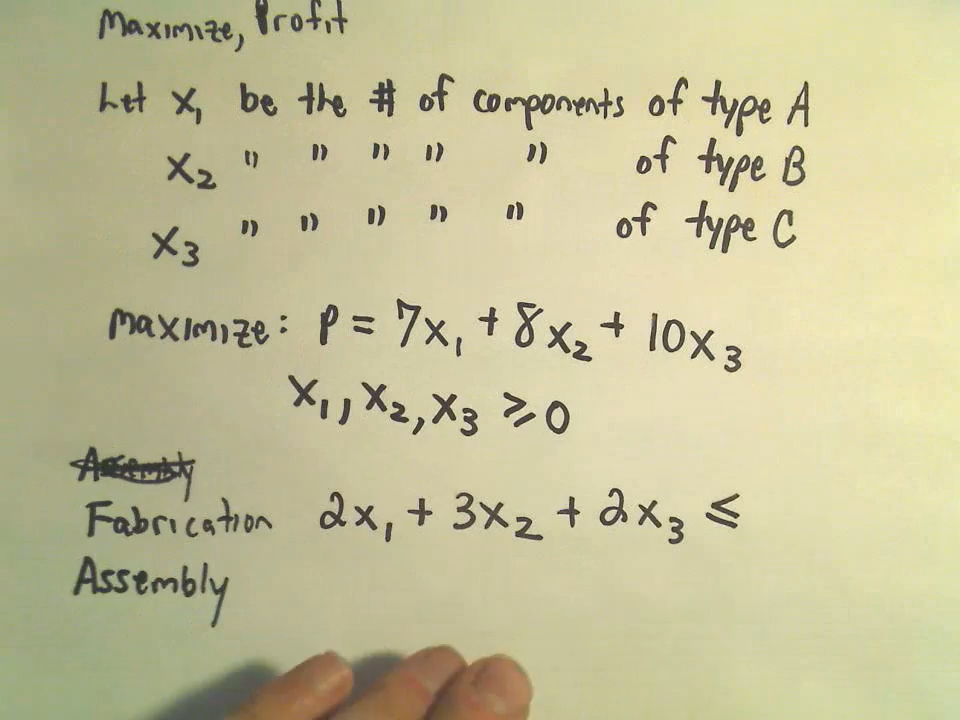 Maximize, Profit
Let x₁ be the # of components of type A
x₂ " " " " " of type B
x₃ " " " " " of type C
maximize: P = 7x₁ + 8x₂ + 10x₃
x₁, x₂, x₃ ≥ 0
Assembly
Fabrication 2x₁ + 3x₂ + 2x₃ ≤
Assembly